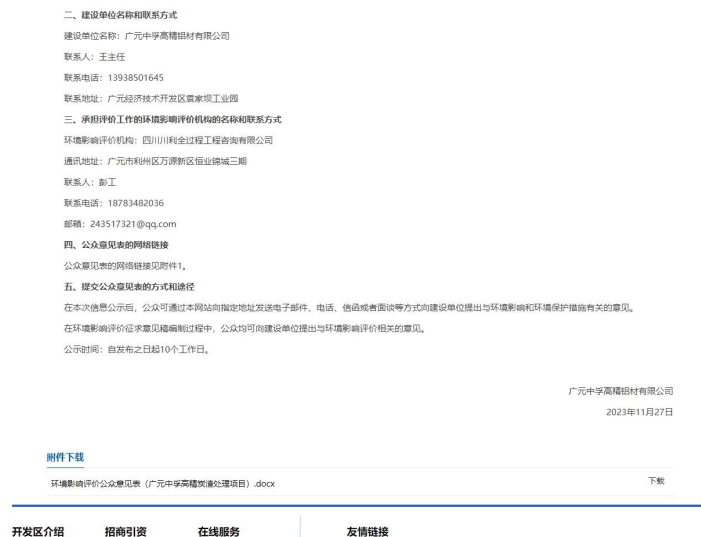 二、建设单位名称和联系方式
建设单位名称：广元中孚高精铝材有限公司
联系人：王主任
联系电话：13938501645
联系地址：广元经济技术开发区袁家坝工业园
三、承担评价工作的环境影响评价机构的名称和联系方式
环境影响评价机构：四川川利全过程工程咨询有限公司
通讯地址：广元市利州区万源新区恒业锦城三期
联系人：彭工
联系电话：18783482036
邮箱：243517321@qq.com
四、公众意见表的网络链接
公众意见表的网络链接见附件1。
五、提交公众意见表的方式和途径
在本次信息公示后，公众可通过本网站向指定地址发送电子邮件、电话、信函或者面谈等方式向建设单位提出与环境影响和环境保护措施有关的意见。
在环境影响评价征求意见稿编制过程中，公众均可向建设单位提出与环境影响评价相关的意见。
公示时间：自发布之日起10个工作日。
广元中孚高精铝材有限公司
2023年11月27日
附件下载
环境影响评价公众意见表（广元中孚高精炭渣处理项目）.docx 下载
开发区介绍 招商引资 在线服务 友情链接